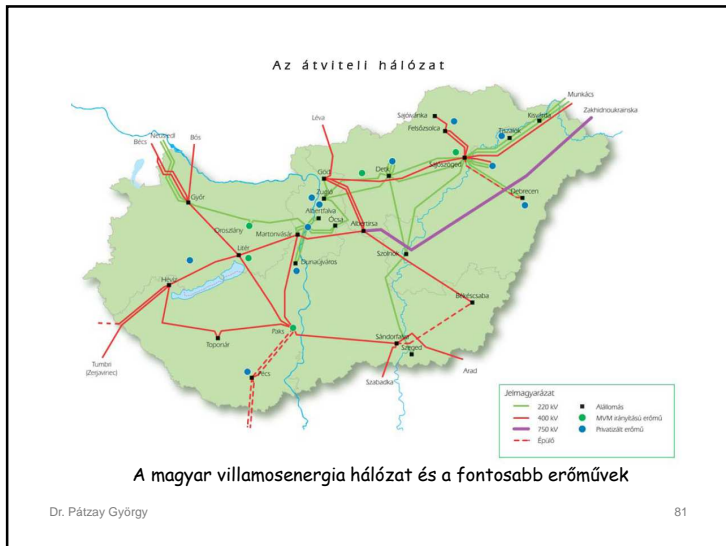 Az átviteli hálózat
Munkács
Zakhidnoukrainska
Sajóivánka
Kisvárda
Léva
Felsőzsolca
Tiszalök
Neusiedl
Bécs
Bős
Sajószöged
Göd
Detk
Győr
Zugló
Debrecen
Albertfalva
Oroszlány
Ócsa
Albertirsa
Martonvásár
Litér
Szolnok
Dunaújváros
Hévíz
Békéscsaba
Paks
Sándorfalva
Toponár
Szeged
Tumbri
(Zerjavinec)
Arad
Pécs
Szabadka
Jelmagyarázat
220 kV
Alállomás
400 kV
MVM irányítású erőmű
750 kV
Privatizált erőmű
Épülő
A magyar villamosenergia hálózat és a fontosabb erőművek
Dr. Pátzay György
81